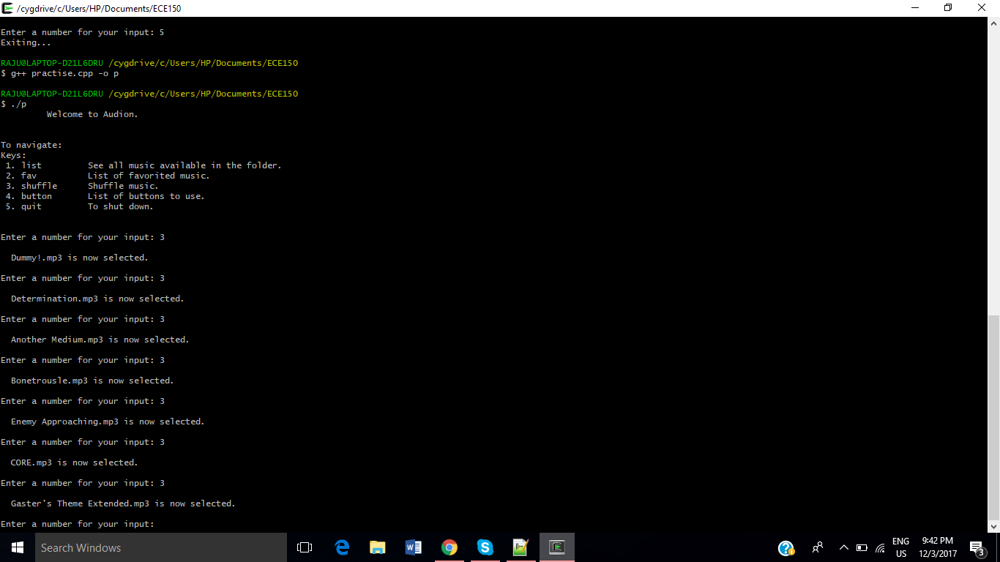 /cygdrive/c/Users/HP/Documents/ECE150
Enter a number for your input: 5
Exiting...
RAJU@LAPTOP-D21L6DRU /cygdrive/c/Users/HP/Documents/ECE150
$ g++ practise.cpp -o p
RAJU@LAPTOP-D21L6DRU /cygdrive/c/Users/HP/Documents/ECE150
$ ./p
Welcome to Audion.
To navigate:
Keys:
1. list See all music available in the folder.
2. fav List of favorited music.
3. shuffle Shuffle music.
4. button List of buttons to use.
5. quit To shut down.
Enter a number for your input: 3
Dummy!.mp3 is now selected.
Enter a number for your input: 3
Determination.mp3 is now selected.
Enter a number for your input: 3
Another Medium.mp3 is now selected.
Enter a number for your input: 3
Bonetrousle.mp3 is now selected.
Enter a number for your input: 3
Enemy Approaching.mp3 is now selected.
Enter a number for your input: 3
CORE.mp3 is now selected.
Enter a number for your input: 3
Gaster's Theme Extended.mp3 is now selected.
Enter a number for your input:
Search Windows
ENG
US
9:42 PM
12/3/2017
3